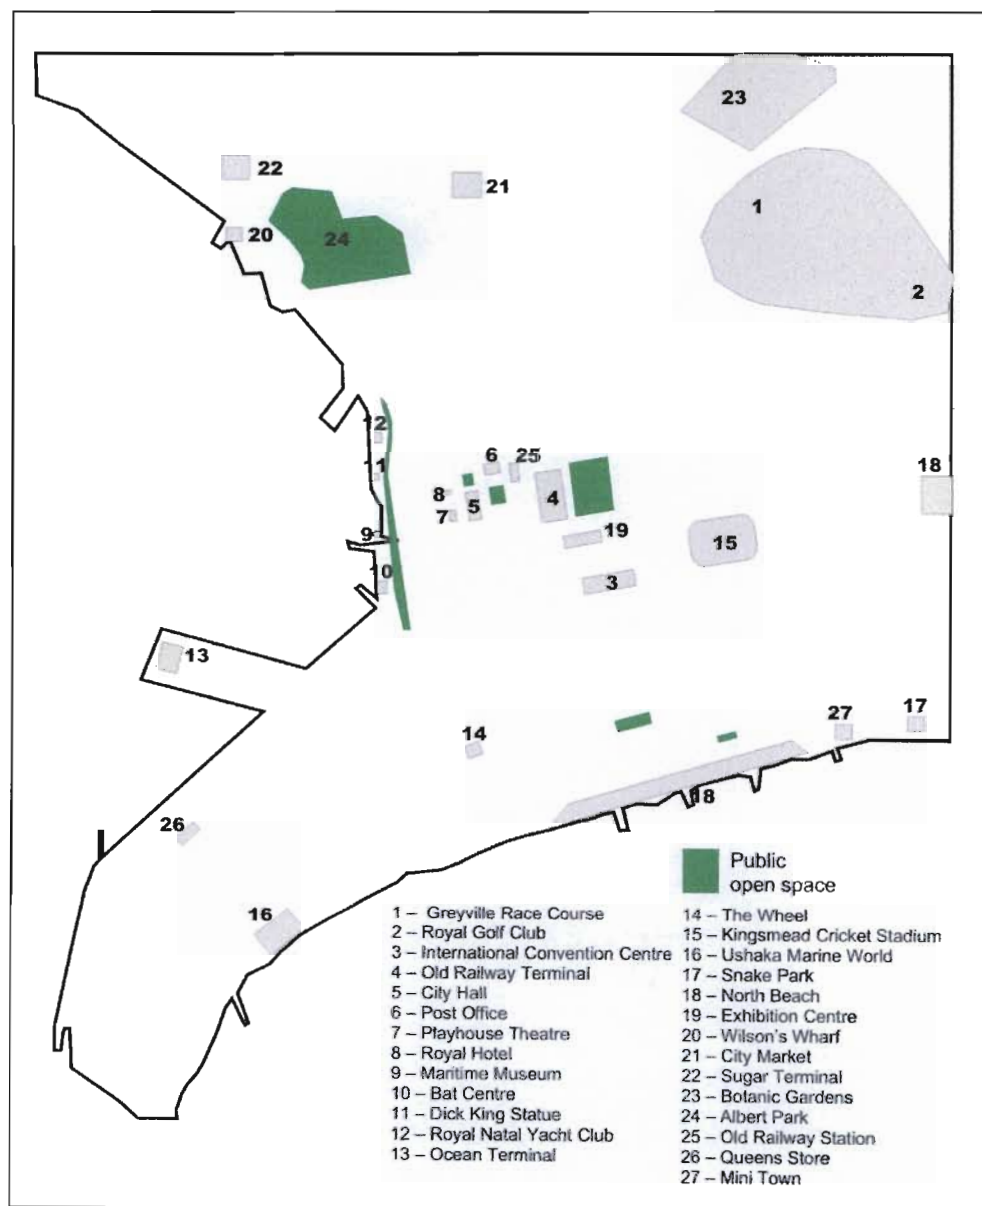 23
22
21
1
20
24
2
12
6
25
18
11
8
4
5
7
9
19
15
10
3
13
17
14
27
18
26
Public
open space
16
1 – Greyville Race Course
2 – Royal Golf Club
3 – International Convention Centre
4 – Old Railway Terminal
5 – City Hall
6 – Post Office
7 – Playhouse Theatre
8 – Royal Hotel
9 – Maritime Museum
10 – Bat Centre
11 – Dick King Statue
12 – Royal Natal Yacht Club
13 – Ocean Terminal
14 – The Wheel
15 – Kingsmead Cricket Stadium
16 – Ushaka Marine World
17 – Snake Park
18 – North Beach
19 – Exhibition Centre
20 – Wilson's Wharf
21 – City Market
22 – Sugar Terminal
23 – Botanic Gardens
24 – Albert Park
25 – Old Railway Station
26 – Queens Store
27 – Mini Town